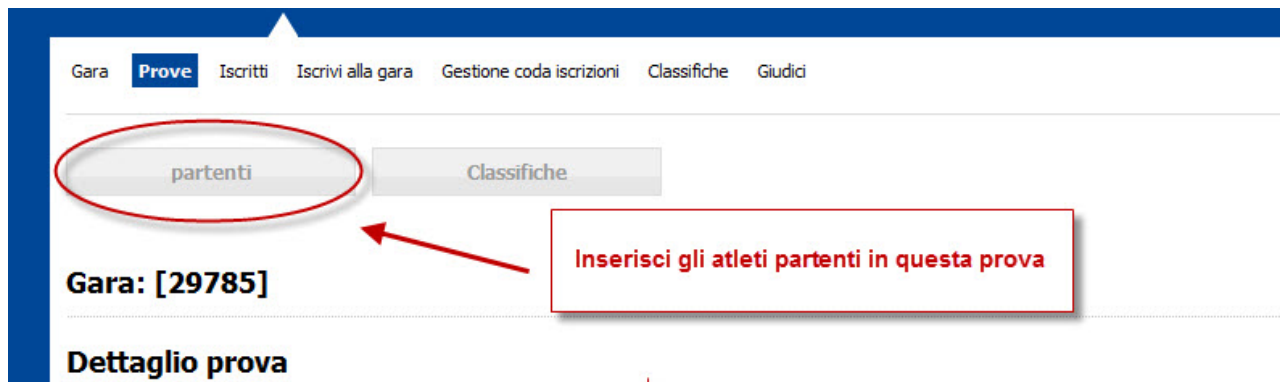 Gara Prove Iscritti Iscrivi alla gara Gestione coda iscrizioni Classifiche Giudici
partenti Classifiche
Inserisci gli atleti partenti in questa prova
Gara: [29785]
Dettaglio prova